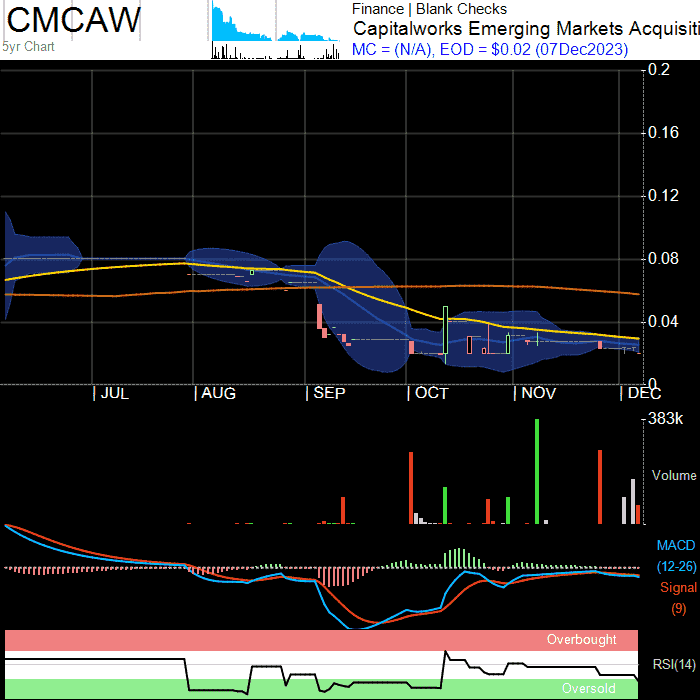 CMCAW
5yr Chart
Finance | Blank Checks
Capitalworks Emerging Markets Acquisiti
MC = (N/A), EOD = $0.02 (07Dec2023)
0.2
0.16
0.12
0.08
0.04
0
| JUL | AUG | SEP | OCT | NOV | DEC
383k
Volume
MACD
(12-26)
Signal
(9)
Overbought
RSI(14)
Oversold